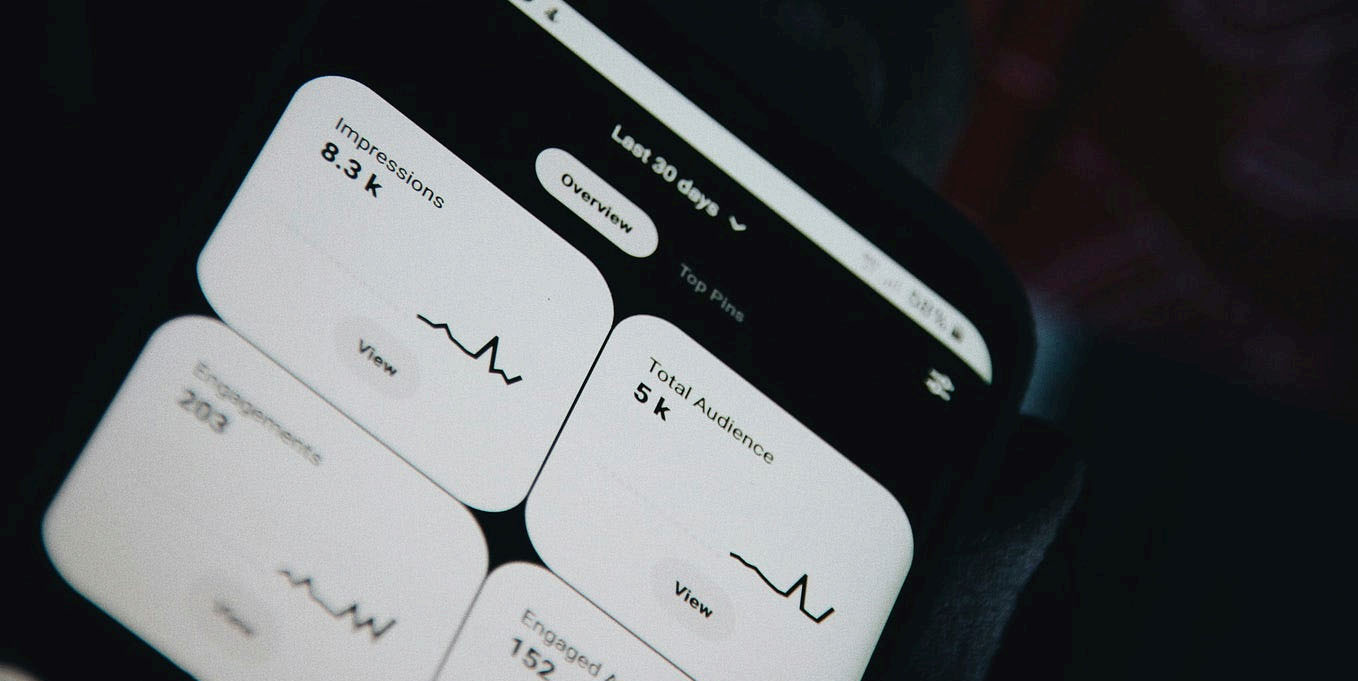 58%
Last 30 days
Overview
Top Pins
Impressions
8.3 k
View
Total Audience
5 k
View
Engagements
203
View
Engaged
152